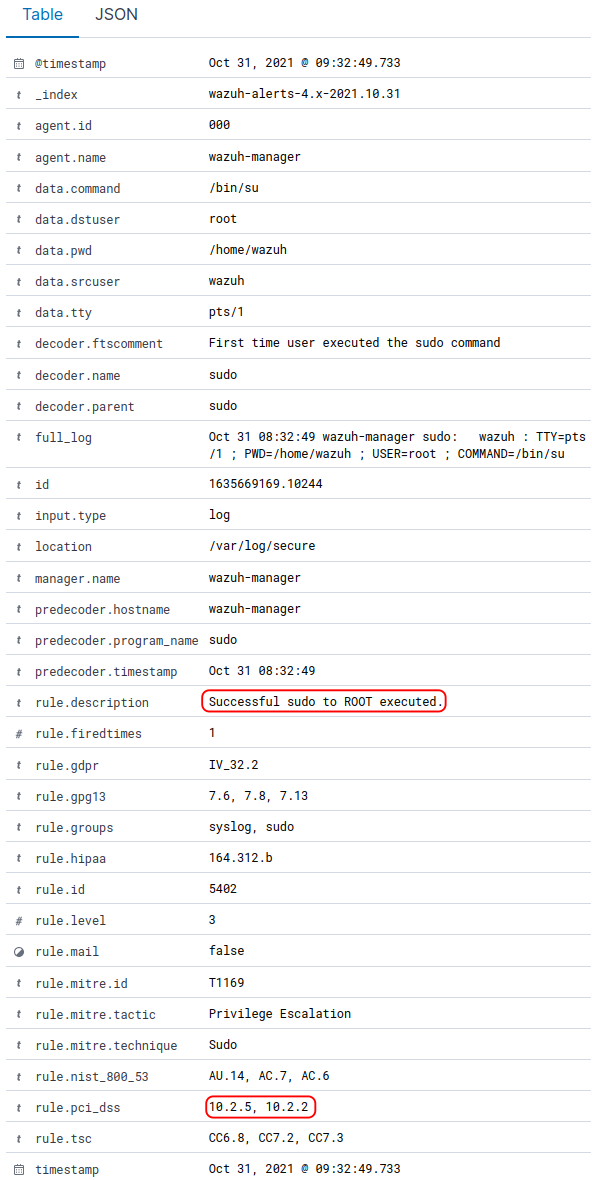 Table JSON
@timestamp Oct 31, 2021 @ 09:32:49.733
t _index wazuh-alerts-4.x-2021.10.31
t agent.id 000
t agent.name wazuh-manager
t data.command /bin/su
t data.dstuser root
t data.pwd /home/wazuh
t data.srcuser wazuh
t data.tty pts/1
t decoder.ftscomment First time user executed the sudo command
t decoder.name sudo
t decoder.parent sudo
t full_log Oct 31 08:32:49 wazuh-manager sudo:   wazuh : TTY=pts
/1 ; PWD=/home/wazuh ; USER=root ; COMMAND=/bin/su
t id 1635669169.10244
t input.type log
t location /var/log/secure
t manager.name wazuh-manager
t predecoder.hostname wazuh-manager
t predecoder.program_name sudo
t predecoder.timestamp Oct 31 08:32:49
t rule.description Successful sudo to ROOT executed.
# rule.firedtimes 1
t rule.gdpr IV_32.2
t rule.gpg13 7.6, 7.8, 7.13
t rule.groups syslog, sudo
t rule.hipaa 164.312.b
t rule.id 5402
# rule.level 3
rule.mail false
t rule.mitre.id T1169
t rule.mitre.tactic Privilege Escalation
t rule.mitre.technique Sudo
t rule.nist_800_53 AU.14, AC.7, AC.6
t rule.pci_dss 10.2.5, 10.2.2
t rule.tsc CC6.8, CC7.2, CC7.3
timestamp Oct 31, 2021 @ 09:32:49.733